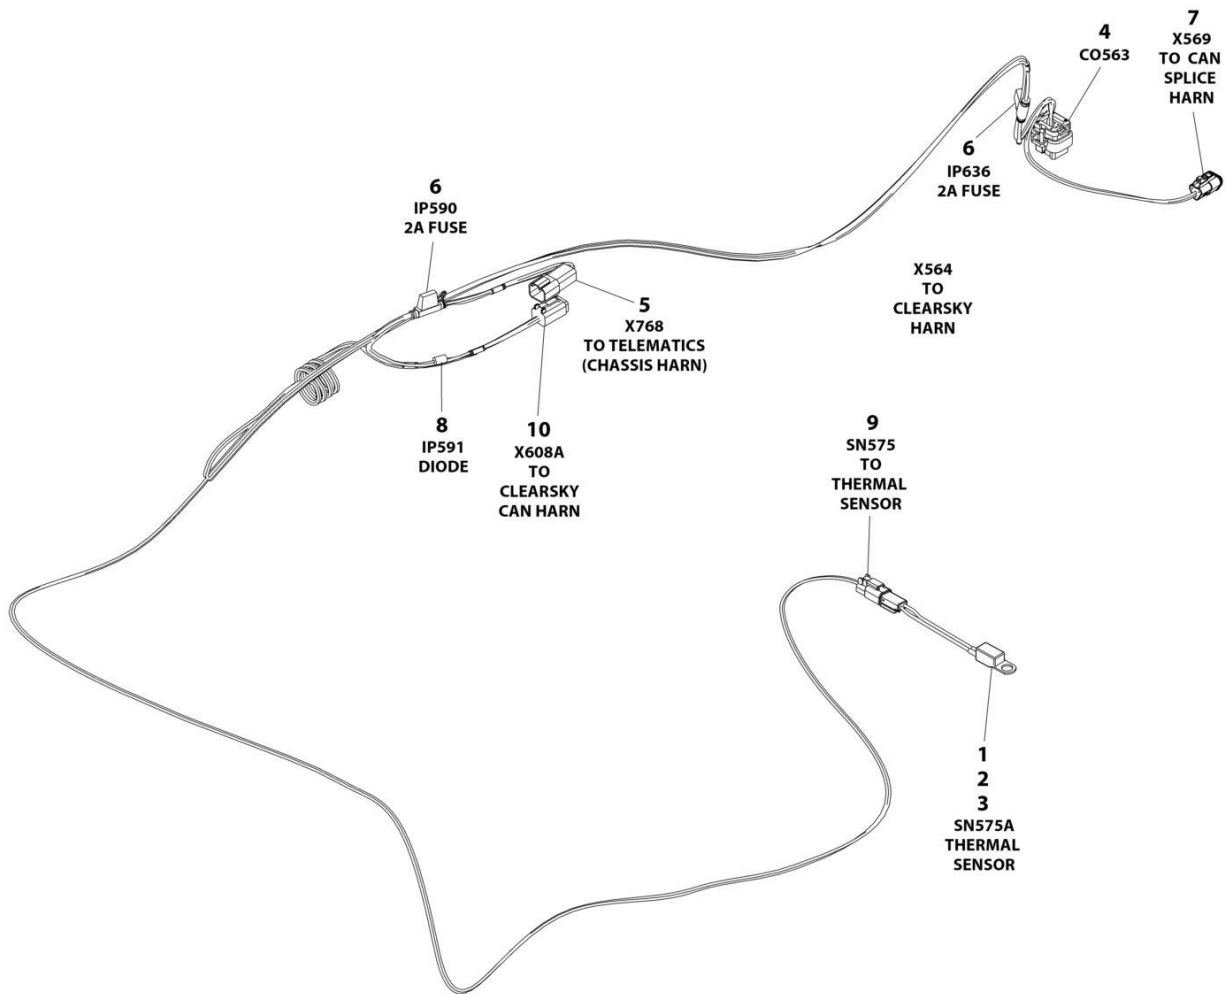 7
X569
TO CAN
SPLICE
HARN
4
CO563
6
IP636
2A FUSE
6
IP590
2A FUSE
X564
TO
CLEARSKY
HARN
5
X768
TO TELEMATICS
(CHASSIS HARN)
8
IP591
DIODE
10
X608A
TO
CLEARSKY
CAN HARN
9
SN575
TO
THERMAL
SENSOR
1
2
3
SN575A
THERMAL
SENSOR